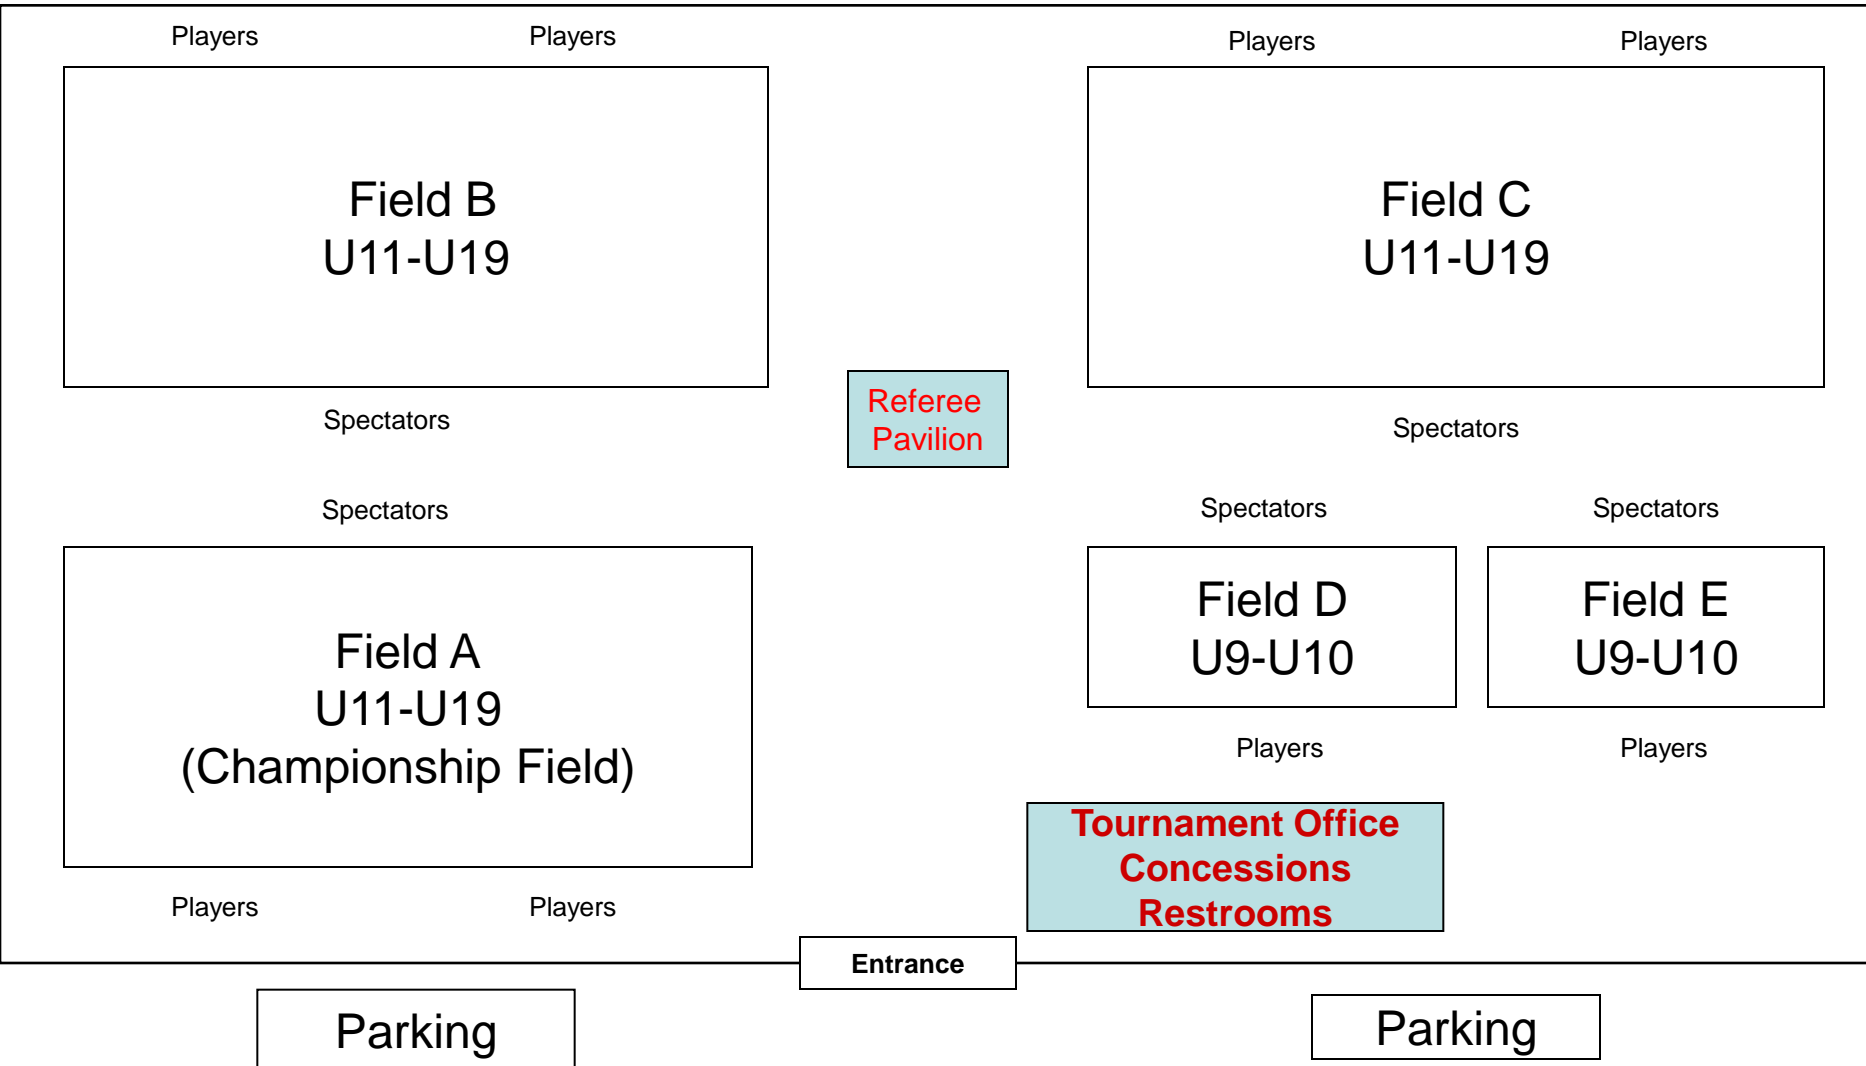 Players
Players
Players
Players
Field B
U11-U19
Field C
U11-U19
Referee
Pavilion
Spectators
Spectators
Spectators
Spectators
Spectators
Field A
U11-U19
(Championship Field)
Field D
U9-U10
Field E
U9-U10
Players
Players
Tournament Office
Concessions
Restrooms
Players
Players
Entrance
Parking
Parking